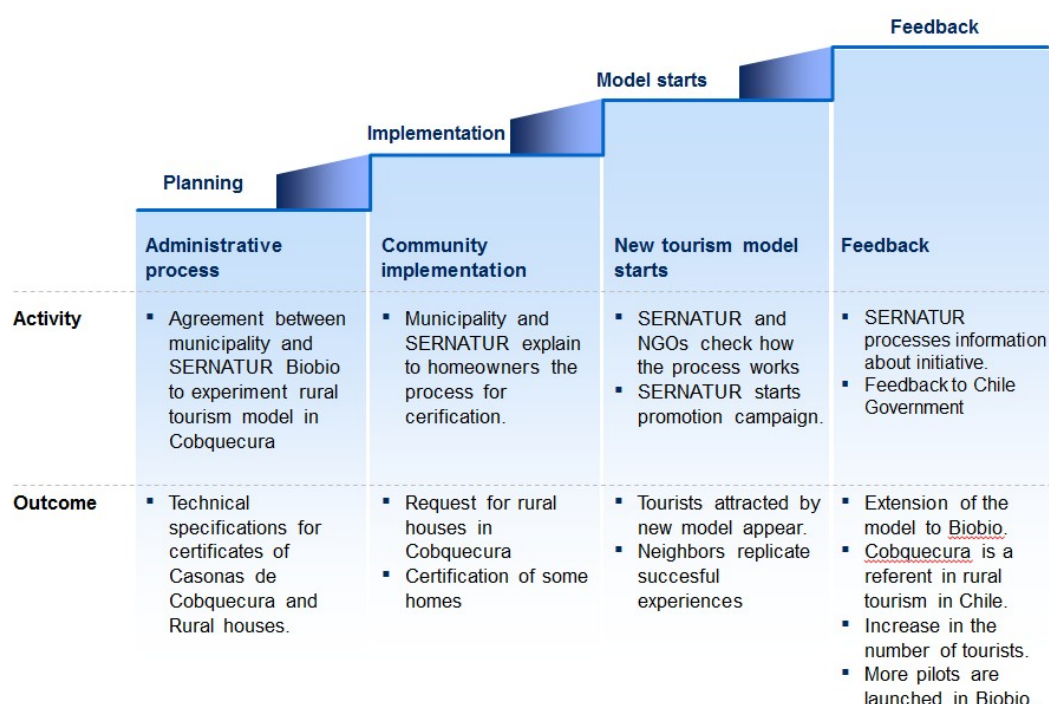 Feedback
Model starts
Implementation
Planning
Administrative
process
Community
implementation
New tourism model
starts
Feedback
Activity
▪ Agreement between
municipality and
SERNATUR Biobio
to experiment rural
tourism model in
Cobquecura
▪ Municipality and
SERNATUR explain
to homeowners the
process for
cerification.
▪ SERNATUR and
NGOs check how
the process works
▪ SERNATUR starts
promotion campaign.
▪ SERNATUR
processes information
about initiative.
▪ Feedback to Chile
Government
Outcome
▪ Technical
specifications for
certificates of
Casonas de
Cobquecura and
Rural houses.
▪ Request for rural
houses in
Cobquecura
▪ Certification of some
homes
▪ Tourists attracted by
new model appear.
▪ Neighbors replicate
succesful
experiences
▪ Extension of the
model to Biobio.
▪ Cobquecura is a
referent in rural
tourism in Chile.
▪ Increase in the
number of tourists.
▪ More pilots are
launched in Biobio